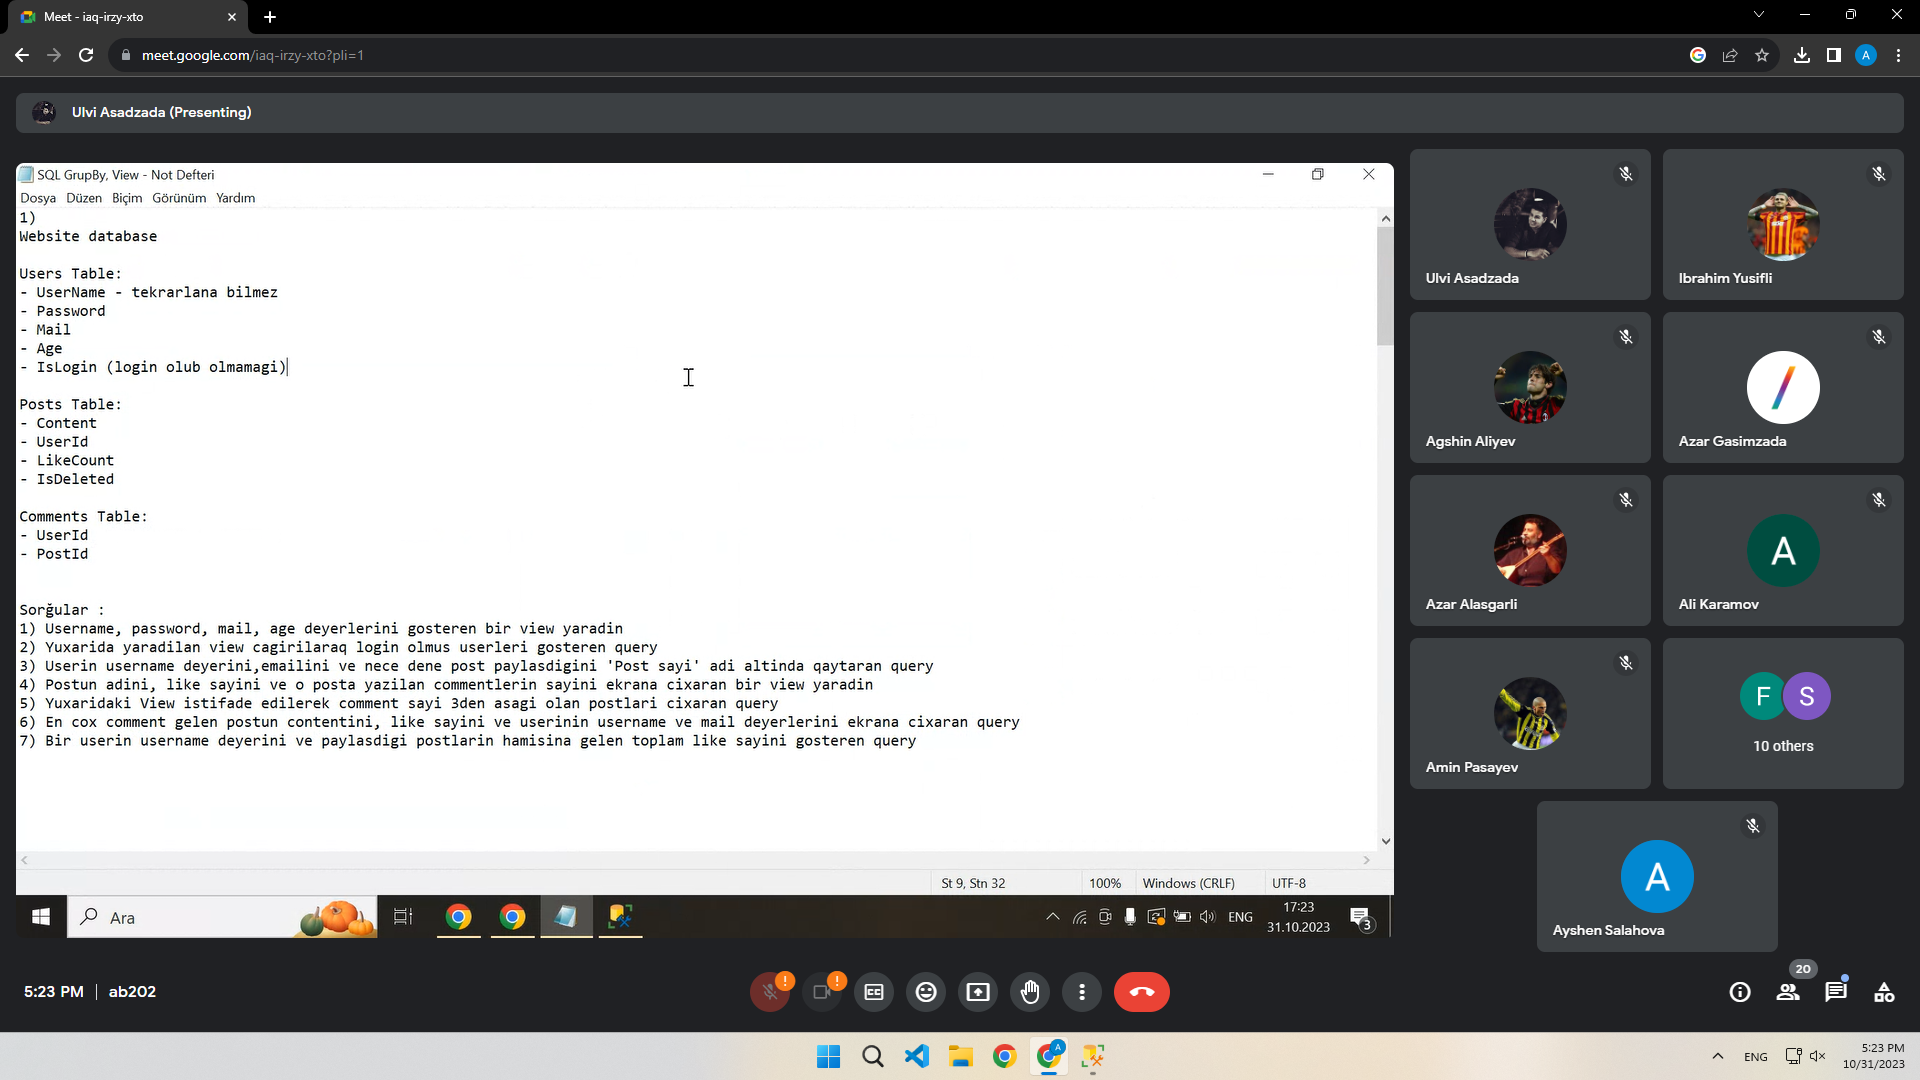 Meet - iaq-irzy-xto
meet.google.com/iaq-irzy-xto?pli=1
A
Ulvi Asadzada (Presenting)
SQL GrupBy, View - Not Defteri
Dosya Düzen Biçim Görünüm Yardım
1)
Website database
Users Table:
- UserName - tekrarlana bilmez
- Password
- Mail
- Age
- IsLogin (login olub olmamagi)
Posts Table:
- Content
- UserId
- LikeCount
- IsDeleted
Comments Table:
- UserId
- PostId
Sorğular :
1) Username, password, mail, age deyerlerini gosteren bir view yaradin
2) Yuxarida yaradilan view cagirilaraq login olmus userleri gosteren query
3) Userin username deyerini,emailini ve nece dene post paylasdigini 'Post sayi' adi altinda qaytaran query
4) Postun adini, like sayini ve o posta yazilan commentlerin sayini ekrana cixaran bir view yaradin
5) Yuxaridaki View istifade edilerek comment sayi 3den asagi olan postlari cixaran query
6) En cox comment gelen postun contentini, like sayini ve userinin username ve mail deyerlerini ekrana cixaran query
7) Bir userin username deyerini ve paylasdigi postlarin hamisina gelen toplam like sayini gosteren query
St 9, Stn 32
100%
Windows (CRLF)
UTF-8
Ara
ENG
17:23
31.10.2023
3
Ulvi Asadzada
Ibrahim Yusifli
Agshin Aliyev
Azar Gasimzada
Azar Alasgarli
A
Ali Karamov
Amin Pasayev
F S
10 others
A
Ayshen Salahova
5:23 PM | ab202
20
A
ENG
5:23 PM
10/31/2023